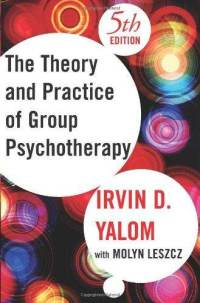 5th
EDITION
The Theory
and Practice
of Group
Psychotherapy
IRVIN D.
YALOM
with MOLYN LESZCZ